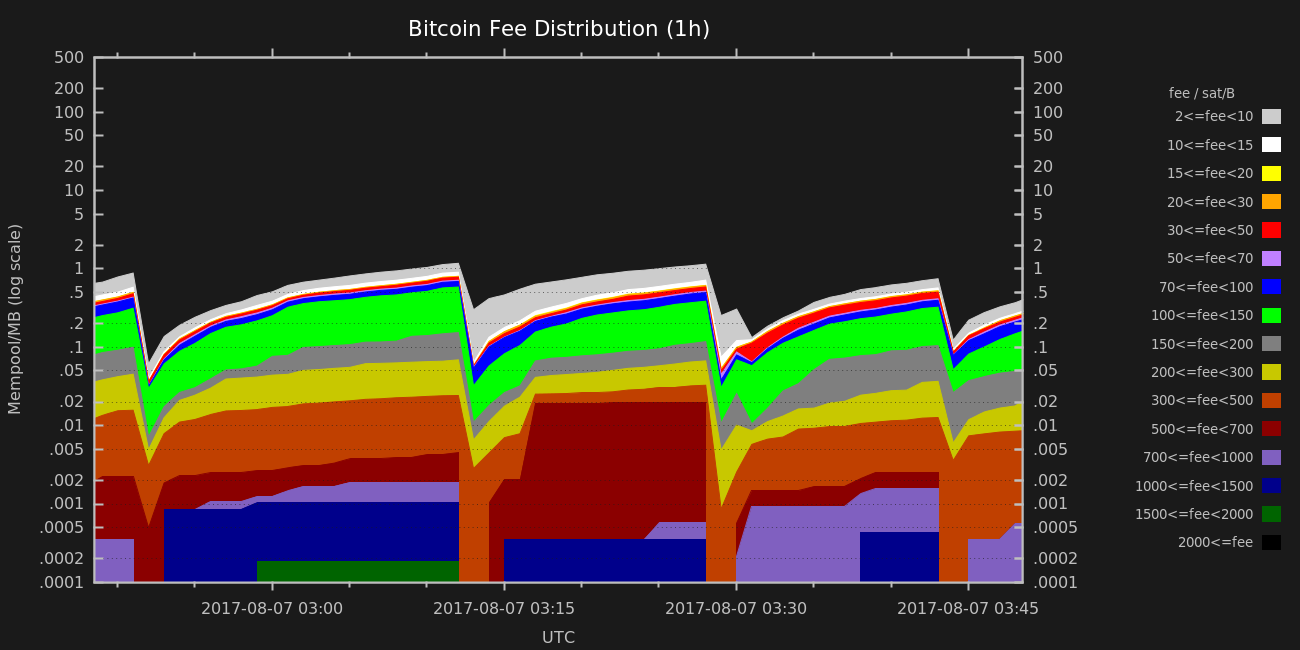 Bitcoin Fee Distribution (1h)
Mempool/MB (log scale)
500
200
100
50
20
10
5
2
1
.5
.2
.1
.05
.02
.01
.005
.002
.001
.0005
.0002
.0001
500
200
100
50
20
10
5
2
1
.5
.2
.1
.05
.02
.01
.005
.002
.001
.0005
.0002
.0001
2017-08-07 03:00
2017-08-07 03:15
2017-08-07 03:30
2017-08-07 03:45
UTC
fee / sat/B
2<=fee<10
10<=fee<15
15<=fee<20
20<=fee<30
30<=fee<50
50<=fee<70
70<=fee<100
100<=fee<150
150<=fee<200
200<=fee<300
300<=fee<500
500<=fee<700
700<=fee<1000
1000<=fee<1500
1500<=fee<2000
2000<=fee